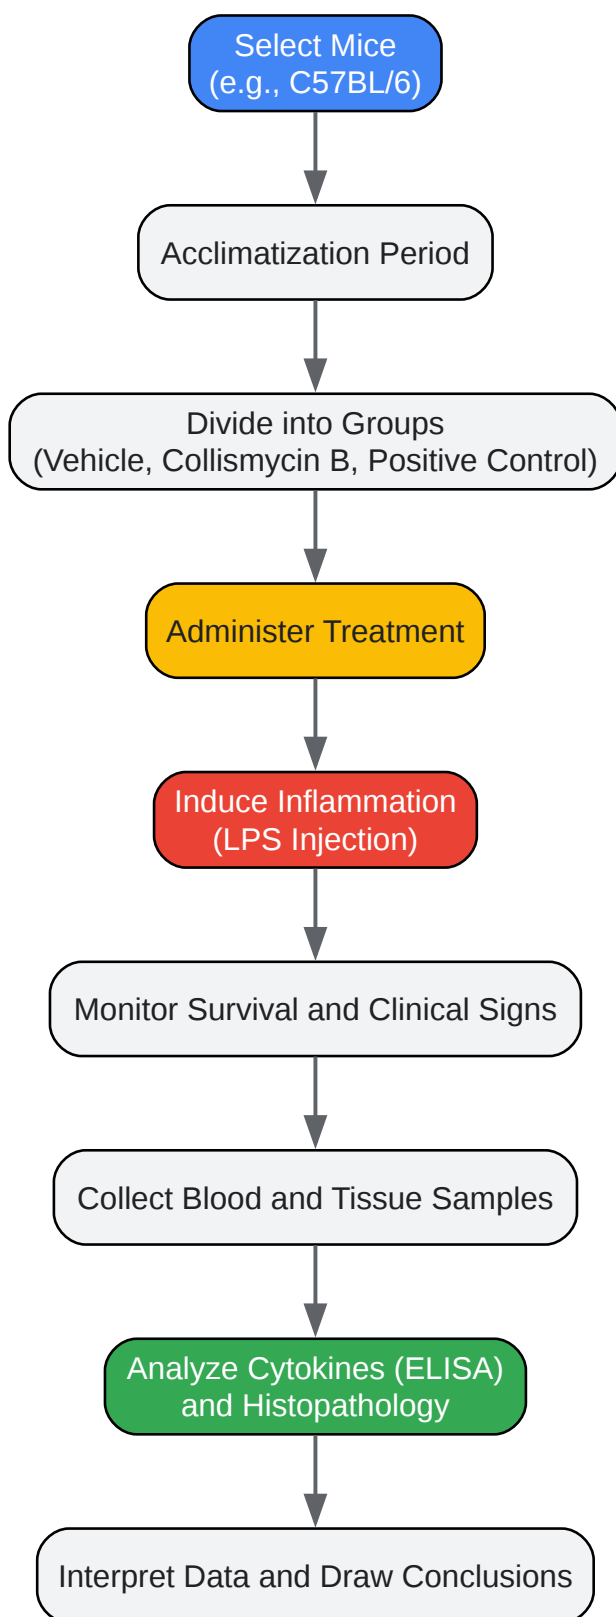 Select Mice
(e.g., C57BL/6)
Acclimatization Period
Divide into Groups
(Vehicle, Collismycin B, Positive Control)
Administer Treatment
Induce Inflammation
(LPS Injection)
Monitor Survival and Clinical Signs
Collect Blood and Tissue Samples
Analyze Cytokines (ELISA)
and Histopathology
Interpret Data and Draw Conclusions